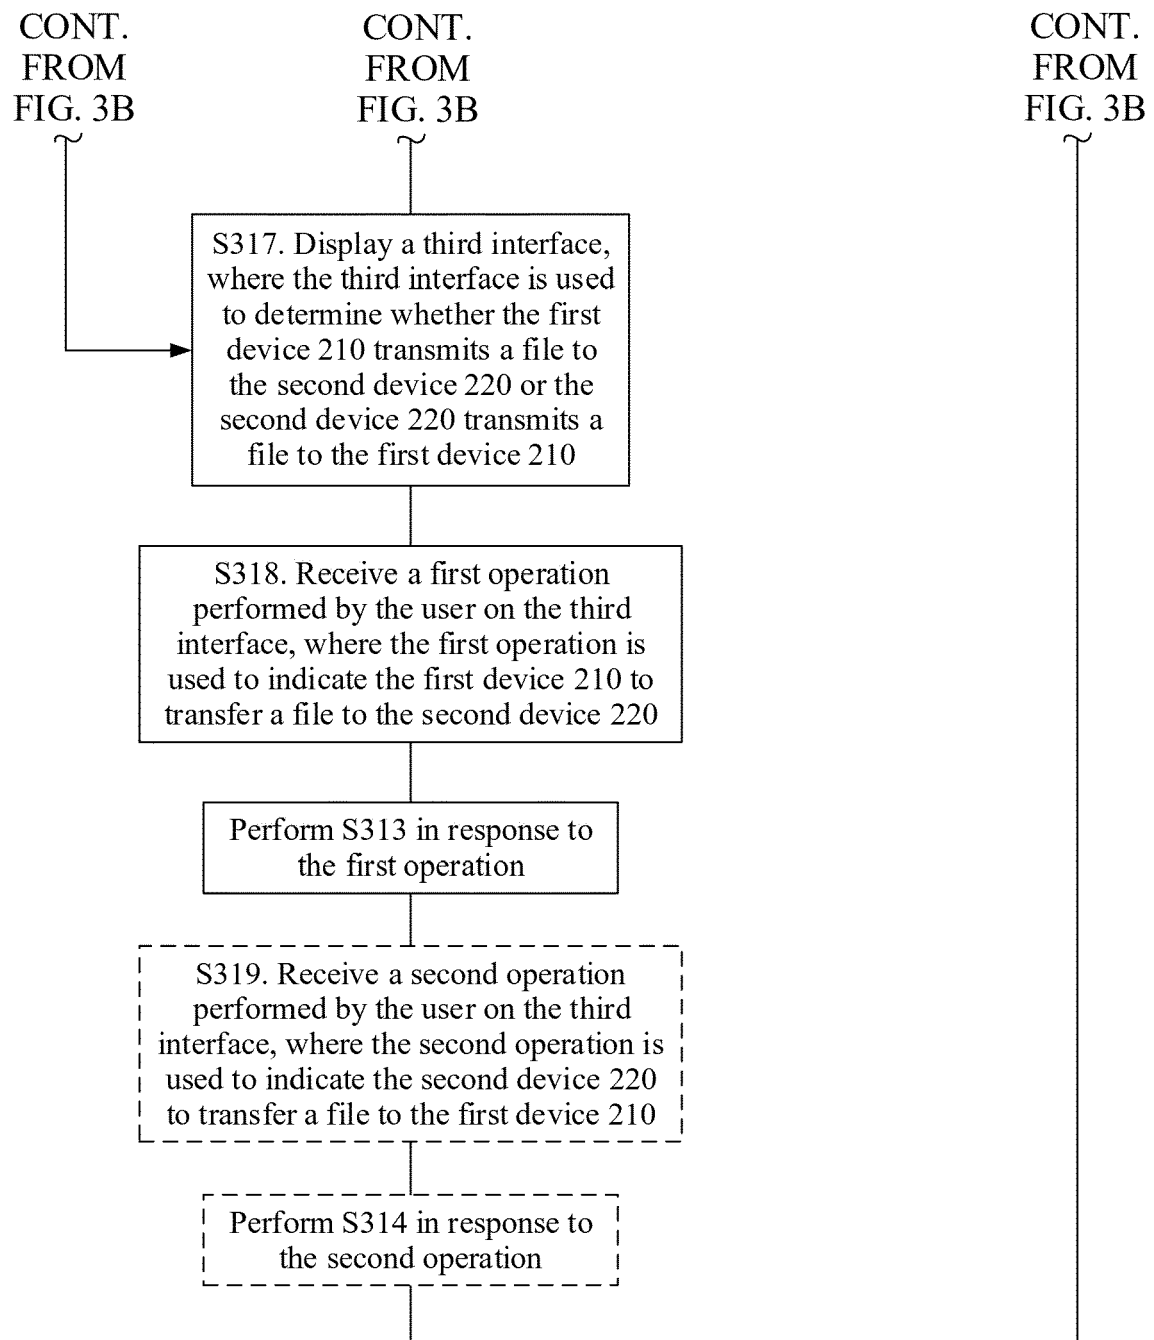 CONT.
FROM
FIG. 3B
CONT.
FROM
FIG. 3B
CONT.
FROM
FIG. 3B
S317. Display a third interface,
where the third interface is used
to determine whether the first
device 210 transmits a file to
the second device 220 or the
second device 220 transmits a
file to the first device 210
S318. Receive a first operation
performed by the user on the third
interface, where the first operation is
used to indicate the first device 210 to
transfer a file to the second device 220
Perform S313 in response to
the first operation
S319. Receive a second operation
performed by the user on the third
interface, where the second operation is
used to indicate the second device 220
to transfer a file to the first device 210
Perform S314 in response to
the second operation